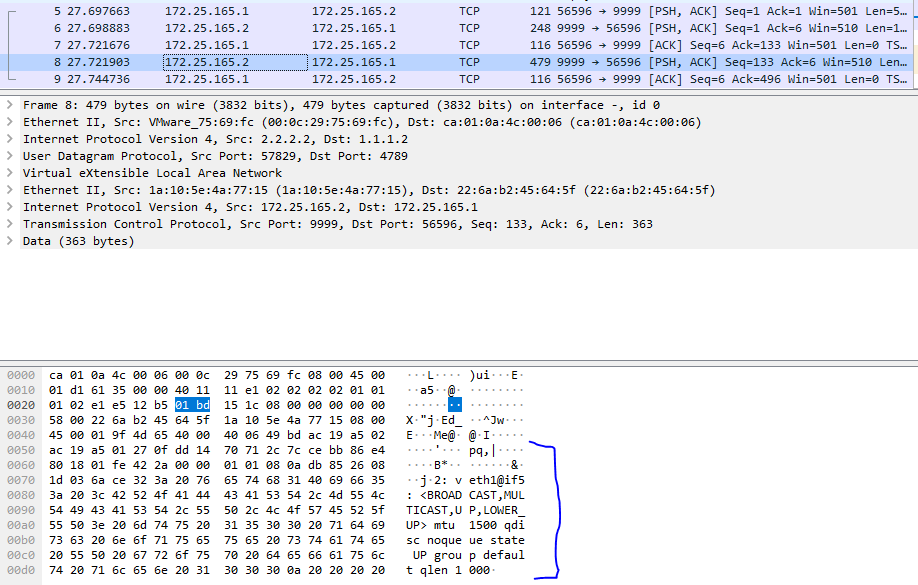 5 27.697663 172.25.165.1 172.25.165.2 TCP 121 56596 → 9999 [PSH, ACK] Seq=1 Ack=1 Win=501 Len=5…
6 27.698883 172.25.165.2 172.25.165.1 TCP 248 9999 → 56596 [PSH, ACK] Seq=1 Ack=6 Win=510 Len=1…
7 27.721676 172.25.165.1 172.25.165.2 TCP 116 56596 → 9999 [ACK] Seq=6 Ack=133 Win=501 Len=0 TS…
8 27.721903 172.25.165.2 172.25.165.1 TCP 479 9999 → 56596 [PSH, ACK] Seq=133 Ack=6 Win=510 Len…
9 27.744736 172.25.165.1 172.25.165.2 TCP 116 56596 → 9999 [ACK] Seq=6 Ack=496 Win=501 Len=0 TS…
Frame 8: 479 bytes on wire (3832 bits), 479 bytes captured (3832 bits) on interface -, id 0
Ethernet II, Src: VMware_75:69:fc (00:0c:29:75:69:fc), Dst: ca:01:0a:4c:00:06 (ca:01:0a:4c:00:06)
Internet Protocol Version 4, Src: 2.2.2.2, Dst: 1.1.1.2
User Datagram Protocol, Src Port: 57829, Dst Port: 4789
Virtual eXtensible Local Area Network
Ethernet II, Src: 1a:10:5e:4a:77:15 (1a:10:5e:4a:77:15), Dst: 22:6a:b2:45:64:5f (22:6a:b2:45:64:5f)
Internet Protocol Version 4, Src: 172.25.165.2, Dst: 172.25.165.1
Transmission Control Protocol, Src Port: 9999, Dst Port: 56596, Seq: 133, Ack: 6, Len: 363
Data (363 bytes)
0000 ca 01 0a 4c 00 06 00 0c 29 75 69 fc 08 00 45 00 ···L···· )ui···E·
0010 01 d1 61 35 00 00 40 11 11 e1 02 02 02 02 01 01 ··a5··@· ········
0020 01 02 e1 e5 12 b5 01 bd 15 1c 08 00 00 00 00 00 ········ ········
0030 58 00 22 6a b2 45 64 5f 1a 10 5e 4a 77 15 08 00 X·"j·Ed_ ··^Jw···
0040 45 00 01 9f 4d 65 40 00 40 06 49 bd ac 19 a5 02 E···Me@· @·I·····
0050 ac 19 a5 01 27 0f dd 14 70 71 2c 7c ce bb 86 e4 ····'··· pq,|····
0060 80 18 01 fe 42 2a 00 00 01 01 08 0a db 85 26 08 ····B*·· ······&·
0070 1d 03 6a ce 32 3a 20 76 65 74 68 31 40 69 66 35 ··j·2: v eth1@if5
0080 3a 20 3c 42 52 4f 41 44 43 41 53 54 2c 4d 55 4c : <BROAD CAST,MUL
0090 54 49 43 41 53 54 2c 55 50 2c 4c 4f 57 45 52 5f TICAST,U P,LOWER_
00a0 55 50 3e 20 6d 74 75 20 31 35 30 30 20 71 64 69 UP> mtu 1500 qdi
00b0 73 63 20 6e 6f 71 75 65 75 65 20 73 74 61 74 65 sc noque ue state
00c0 20 55 50 20 67 72 6f 75 70 20 64 65 66 61 75 6c UP grou p defaul
00d0 74 20 71 6c 65 6e 20 31 30 30 30 0a 20 20 20 20 t qlen 1 000·